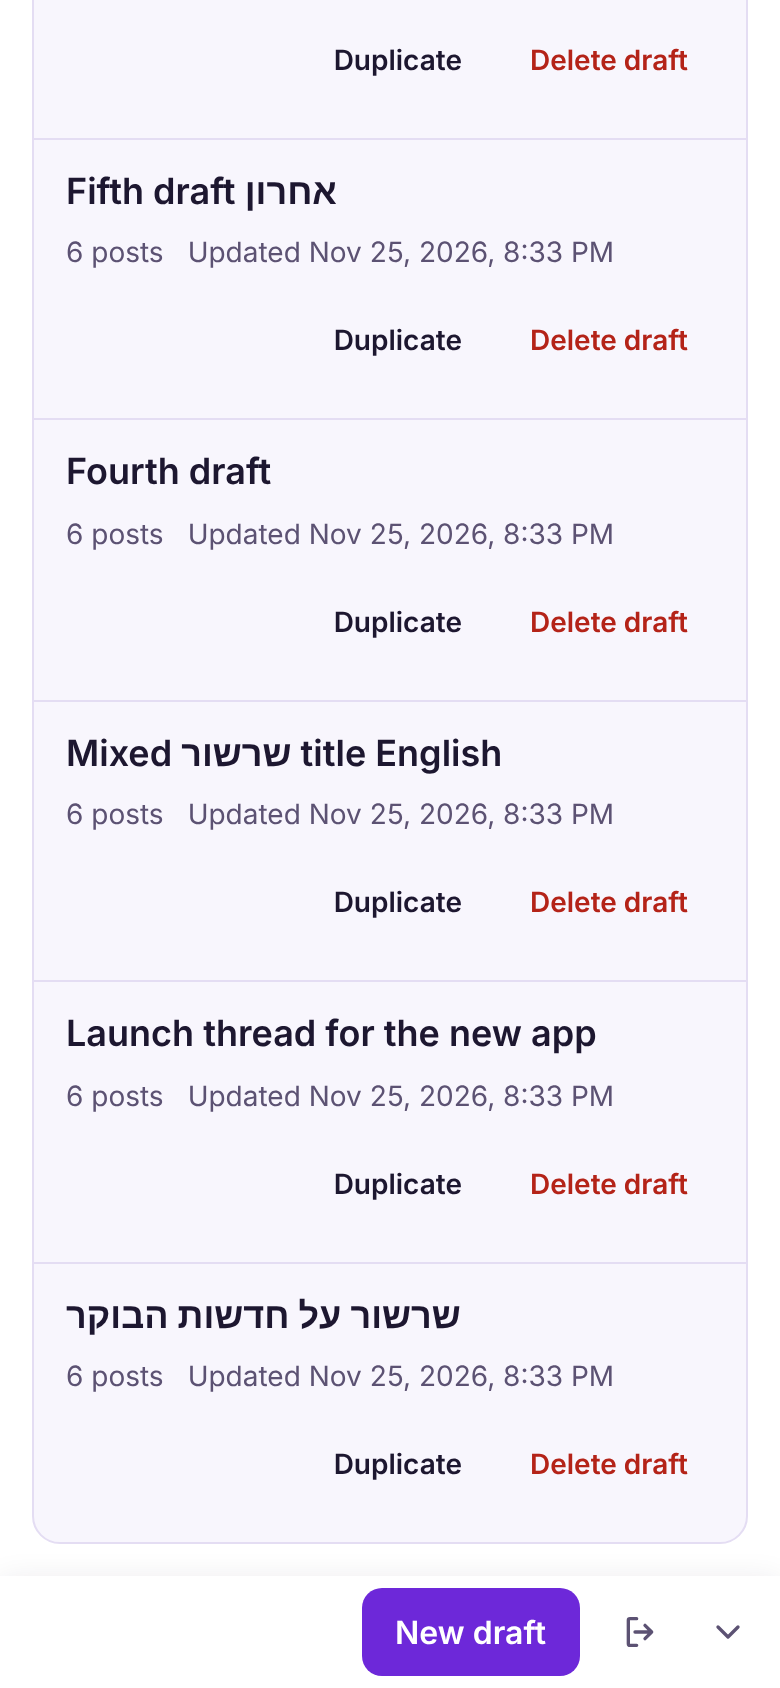 Duplicate Delete draft
Fifth draft אחרון
6 posts Updated Nov 25, 2026, 8:33 PM
Duplicate Delete draft
Fourth draft
6 posts Updated Nov 25, 2026, 8:33 PM
Duplicate Delete draft
Mixed שרשור title English
6 posts Updated Nov 25, 2026, 8:33 PM
Duplicate Delete draft
Launch thread for the new app
6 posts Updated Nov 25, 2026, 8:33 PM
Duplicate Delete draft
שרשור על חדשות הבוקר
6 posts Updated Nov 25, 2026, 8:33 PM
Duplicate Delete draft
New draft